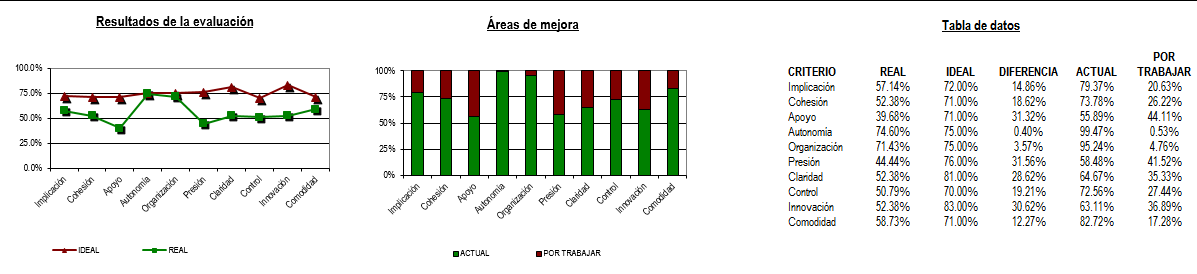 Resultados de la evaluación
100.0%
75.0%
50.0%
25.0%
0.0%
Implicación
Cohesión
Apoyo
Autonomía
Organización
Presión
Claridad
Control
Innovación
Comodidad
IDEAL
REAL
Áreas de mejora
100%
75%
50%
25%
0%
Implicación
Cohesión
Apoyo
Autonomía
Organización
Presión
Claridad
Control
Innovación
Comodidad
ACTUAL
POR TRABAJAR
Tabla de datos
CRITERIO REAL IDEAL DIFERENCIA ACTUAL POR TRABAJAR
Implicación 57.14% 72.00% 14.86% 79.37% 20.63%
Cohesión 52.38% 71.00% 18.62% 73.78% 26.22%
Apoyo 39.68% 71.00% 31.32% 55.89% 44.11%
Autonomía 74.60% 75.00% 0.40% 99.47% 0.53%
Organización 71.43% 75.00% 3.57% 95.24% 4.76%
Presión 44.44% 76.00% 31.56% 58.48% 41.52%
Claridad 52.38% 81.00% 28.62% 64.67% 35.33%
Control 50.79% 70.00% 19.21% 72.56% 27.44%
Innovación 52.38% 83.00% 30.62% 63.11% 36.89%
Comodidad 58.73% 71.00% 12.27% 82.72% 17.28%